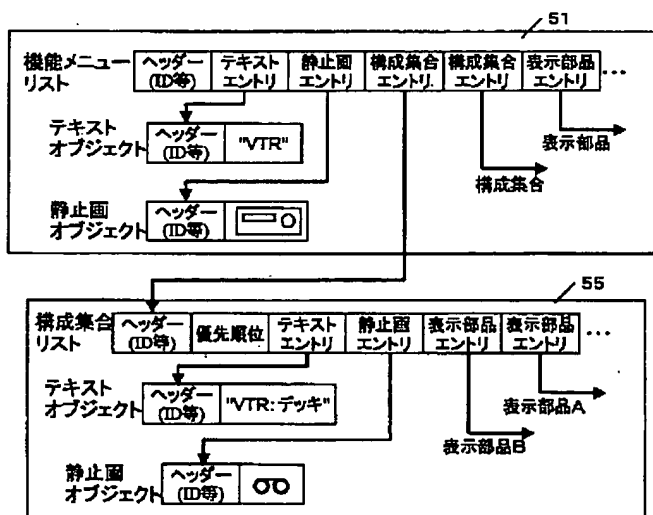 51
機能メニュー
リスト
ヘッダー
(ID等)
テキスト
エントリ
静止画
エントリ
構成集合
エントリ
構成集合
エントリ
表示部品
エントリ
•••
テキスト
オブジェクト
ヘッダー
(ID等)
"VTR"
表示部品
構成集合
静止画
オブジェクト
ヘッダー
(ID等)
55
構成集合
リスト
ヘッダー
(ID等)
優先順位
テキスト
エントリ
静止画
エントリ
表示部品
エントリ
表示部品
エントリ
•••
テキスト
オブジェクト
ヘッダー
(ID等)
"VTR:デッキ"
表示部品A
表示部品B
静止画
オブジェクト
ヘッダー
(ID等)